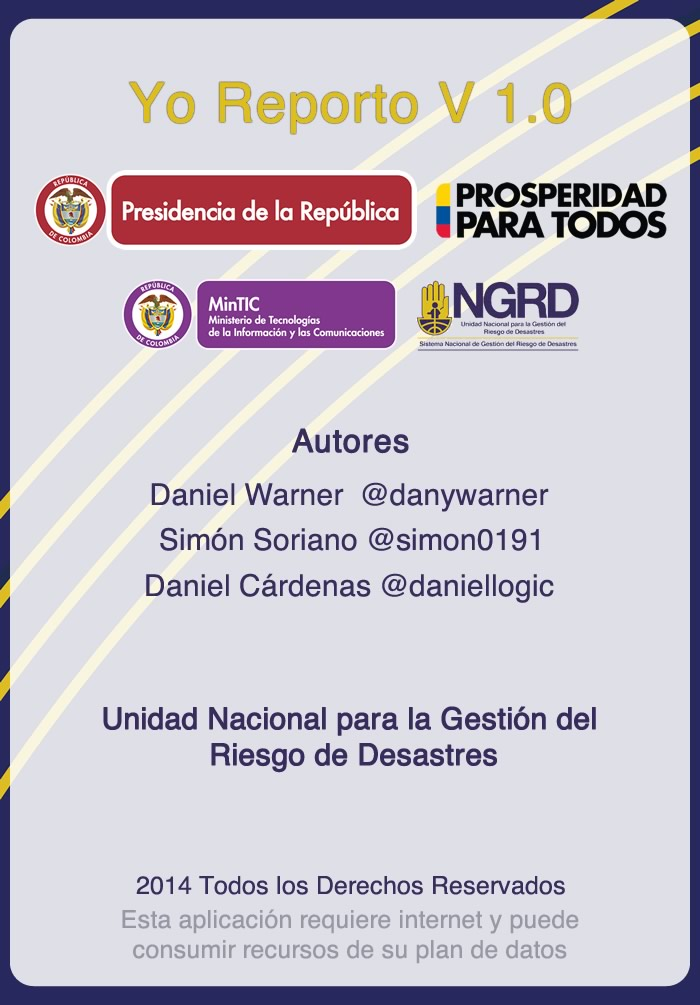 Yo Reporto V 1.0
REPÚBLICA
DE COLOMBIA
Presidencia de la República
PROSPERIDAD
PARA TODOS
REPÚBLICA
DE COLOMBIA
MinTIC
Ministerio de Tecnologías
de la Información y las Comunicaciones
NGRD
Unidad Nacional para la Gestión del
Riesgo de Desastres
Sistema Nacional de Gestión del Riesgo de Desastres
Autores
Daniel Warner @danywarner
Simón Soriano @simon0191
Daniel Cárdenas @daniellogic
Unidad Nacional para la Gestión del
Riesgo de Desastres
2014 Todos los Derechos Reservados
Esta aplicación requiere internet y puede
consumir recursos de su plan de datos